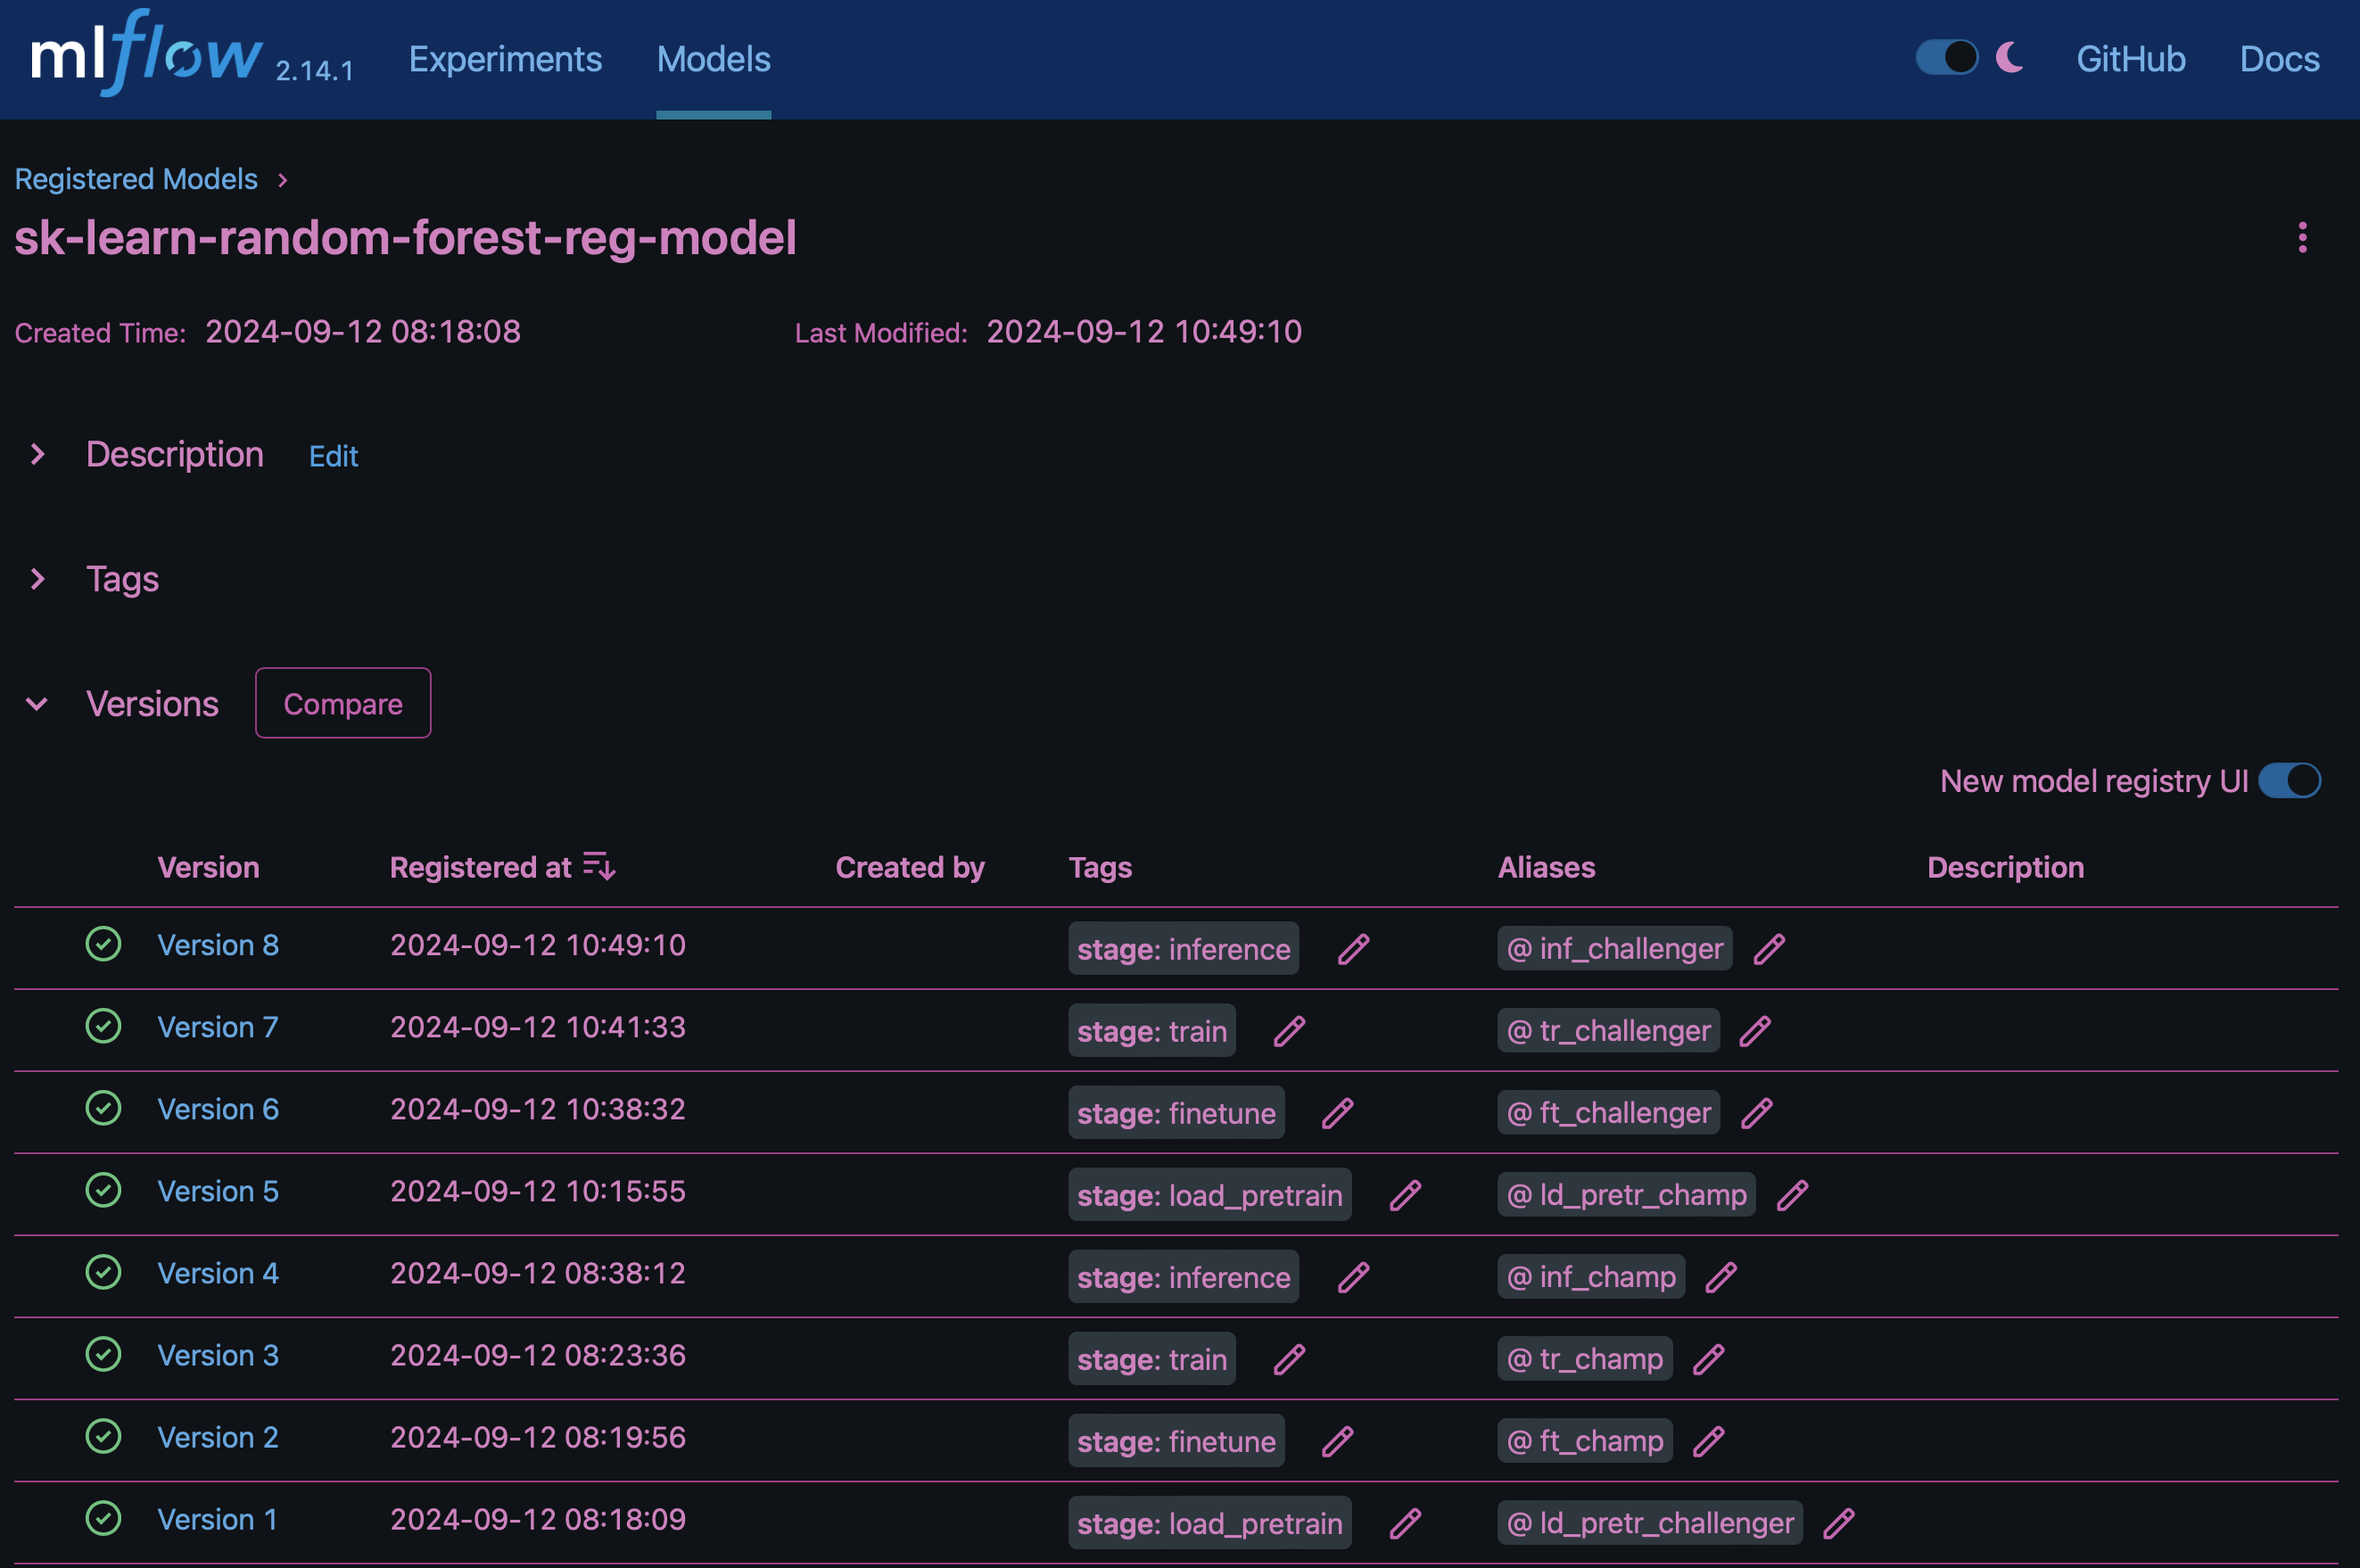 mlflow 2.14.1 Experiments Models GitHub Docs
Registered Models
sk-learn-random-forest-reg-model
Created Time: 2024-09-12 08:18:08 Last Modified: 2024-09-12 10:49:10
Description Edit
Tags
Versions Compare
New model registry UI
Version Registered at Created by Tags Aliases Description
Version 8 2024-09-12 10:49:10 stage: inference @ inf_challenger
Version 7 2024-09-12 10:41:33 stage: train @ tr_challenger
Version 6 2024-09-12 10:38:32 stage: finetune @ ft_challenger
Version 5 2024-09-12 10:15:55 stage: load_pretrain @ ld_pretr_champ
Version 4 2024-09-12 08:38:12 stage: inference @ inf_champ
Version 3 2024-09-12 08:23:36 stage: train @ tr_champ
Version 2 2024-09-12 08:19:56 stage: finetune @ ft_champ
Version 1 2024-09-12 08:18:09 stage: load_pretrain @ ld_pretr_challenger